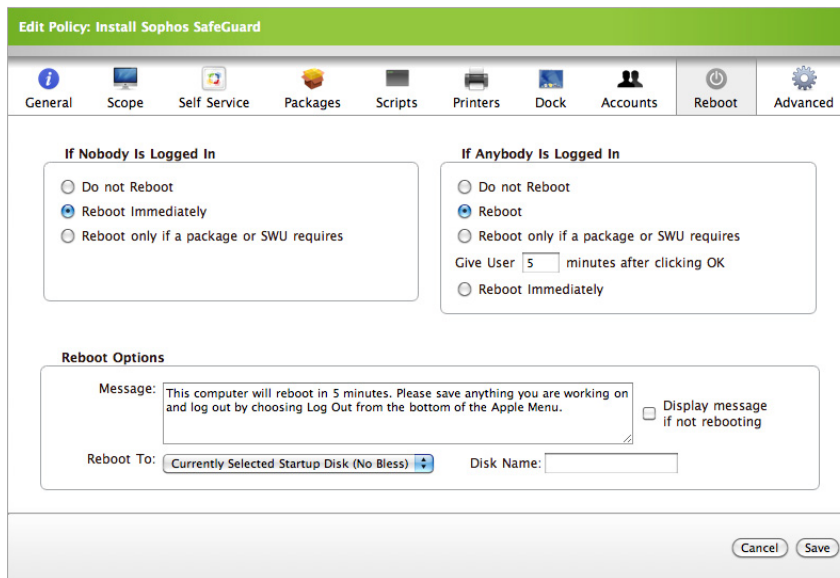 Edit Policy: Install Sophos SafeGuard
General Scope Self Service Packages Scripts Printers Dock Accounts Reboot Advanced
If Nobody Is Logged In
Do not Reboot
Reboot Immediately
Reboot only if a package or SWU requires
If Anybody Is Logged In
Do not Reboot
Reboot
Reboot only if a package or SWU requires
Give User 5 minutes after clicking OK
Reboot Immediately
Reboot Options
Message:
This computer will reboot in 5 minutes. Please save anything you are working on
and log out by choosing Log Out from the bottom of the Apple Menu.
Display message
if not rebooting
Reboot To: Currently Selected Startup Disk (No Bless) Disk Name:
Cancel Save